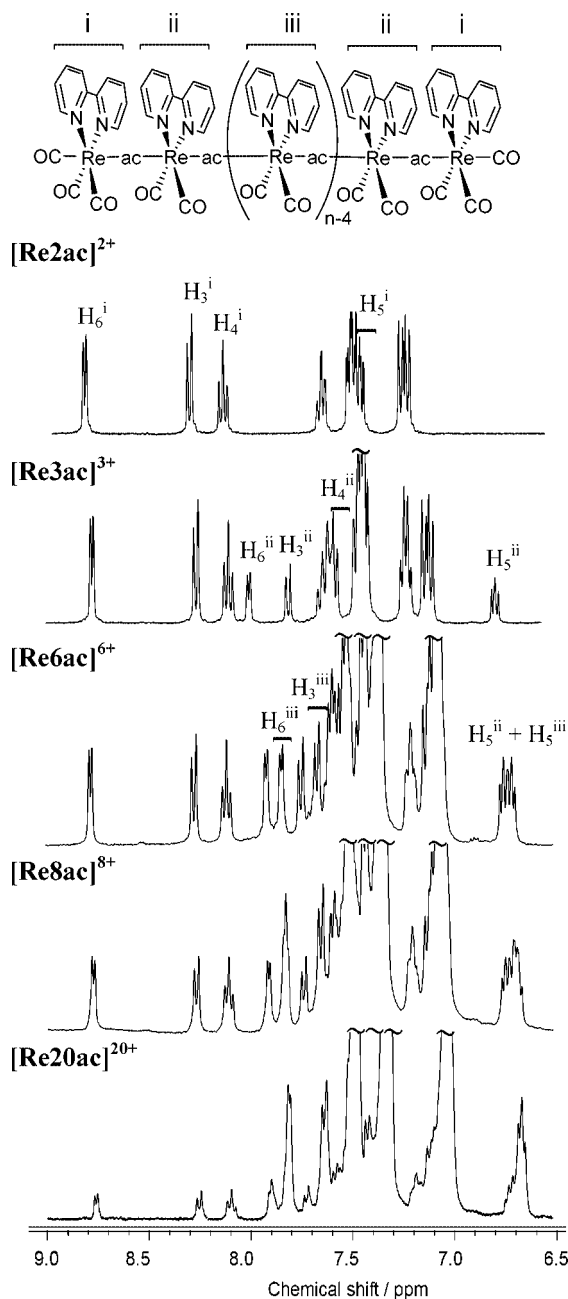 i ii iii ii i
N N N N N N N N N N
OC Re ac Re ac Re ac Re ac Re CO
OC CO OC CO OC CO OC CO OC CO
n-4
[Re2ac]²⁺
H₆ⁱ H₃ⁱ H₄ⁱ H₅ⁱ
[Re3ac]³⁺
H₆ⁱⁱ H₃ⁱⁱ H₄ⁱⁱ H₅ⁱⁱ
[Re6ac]⁶⁺
H₆ⁱⁱⁱ H₃ⁱⁱⁱ H₅ⁱⁱ + H₅ⁱⁱⁱ
[Re8ac]⁸⁺
[Re20ac]²⁰⁺
9.0 8.5 8.0 7.5 7.0 6.5
Chemical shift / ppm